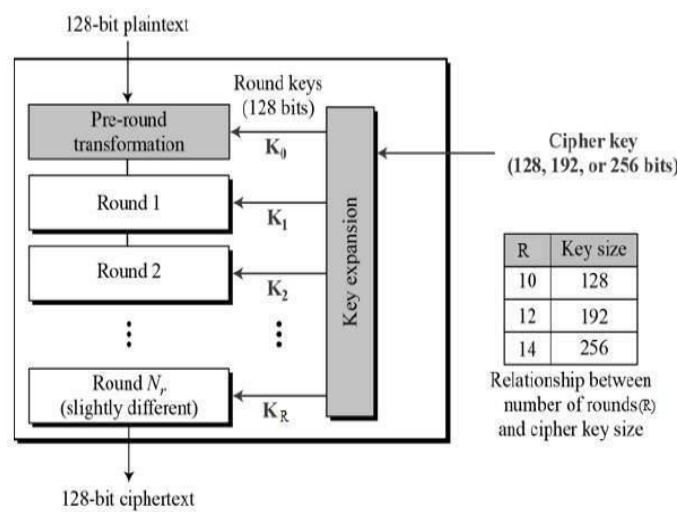 128-bit plaintext
Round keys
(128 bits)
Pre-round
transformation
K0
Cipher key
(128, 192, or 256 bits)
Round 1
K1
Key expansion
Round 2
K2
R Key size
10 128
12 192
14 256
Round Nr
(slightly different)
KR
Relationship between
number of rounds(R)
and cipher key size
128-bit ciphertext